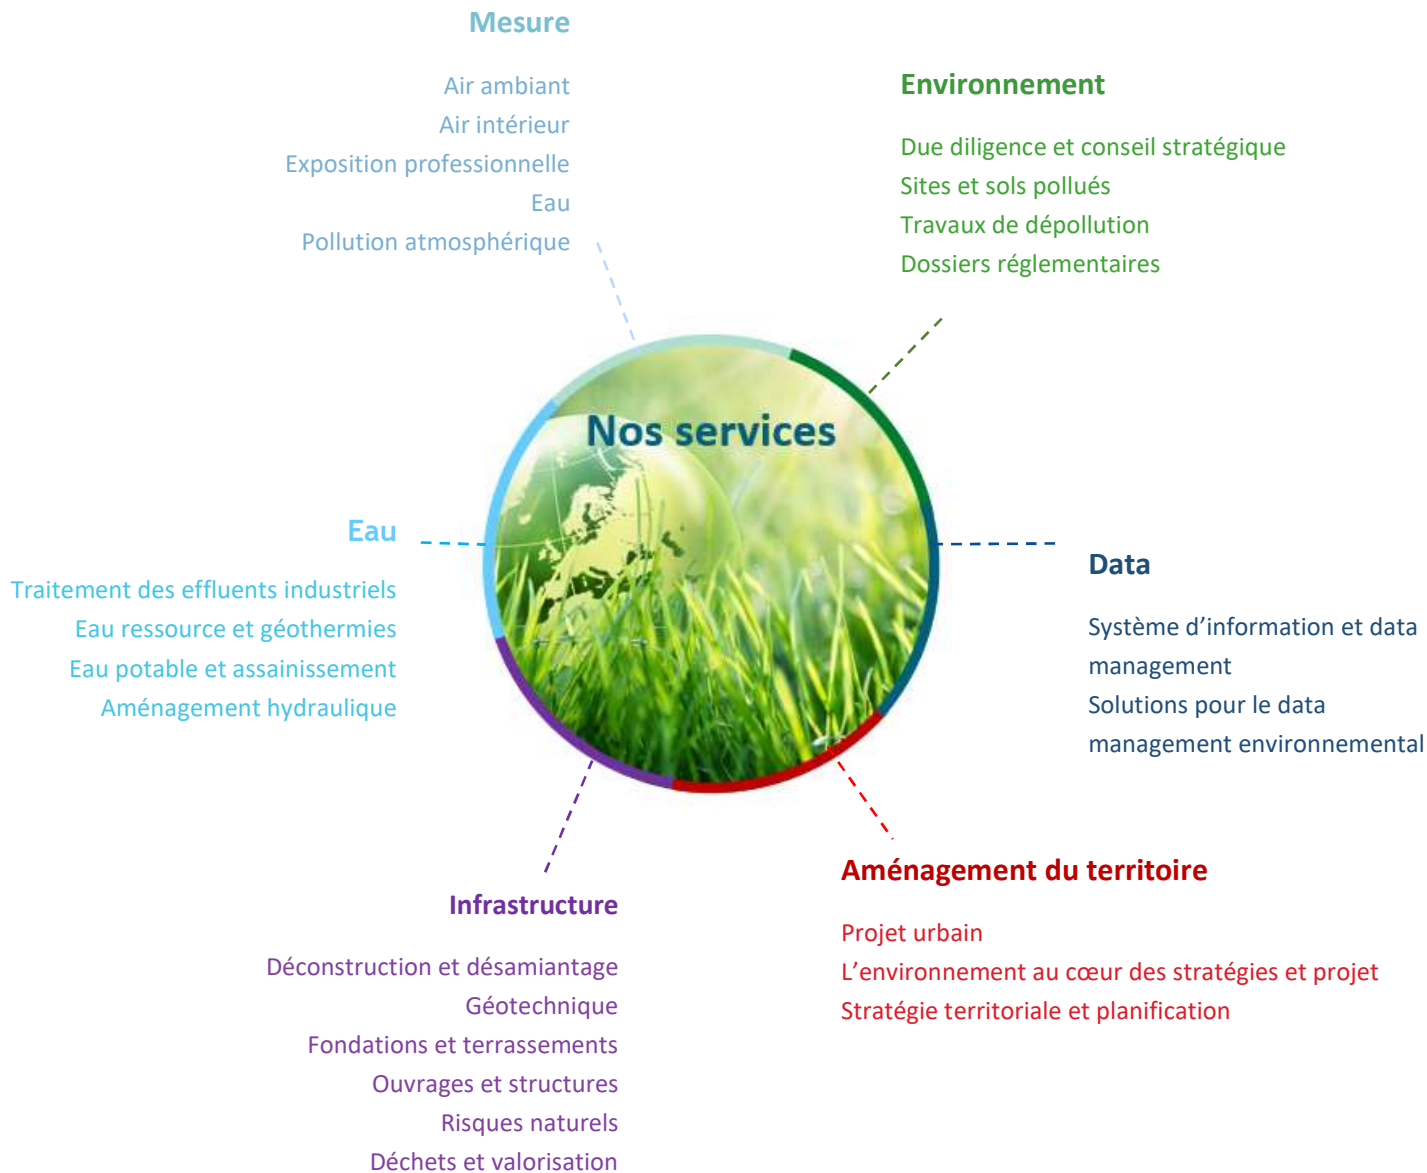 Mesure
Air ambiant
Air intérieur
Exposition professionnelle
Eau
Pollution atmosphérique
Environnement
Due diligence et conseil stratégique
Sites et sols pollués
Travaux de dépollution
Dossiers réglementaires
Nos services
Eau
Traitement des effluents industriels
Eau ressource et géothermies
Eau potable et assainissement
Aménagement hydraulique
Data
Système d’information et data
management
Solutions pour le data
management environnemental
Infrastructure
Déconstruction et désamiantage
Géotechnique
Fondations et terrassements
Ouvrages et structures
Risques naturels
Déchets et valorisation
Aménagement du territoire
Projet urbain
L’environnement au cœur des stratégies et projet
Stratégie territoriale et planification